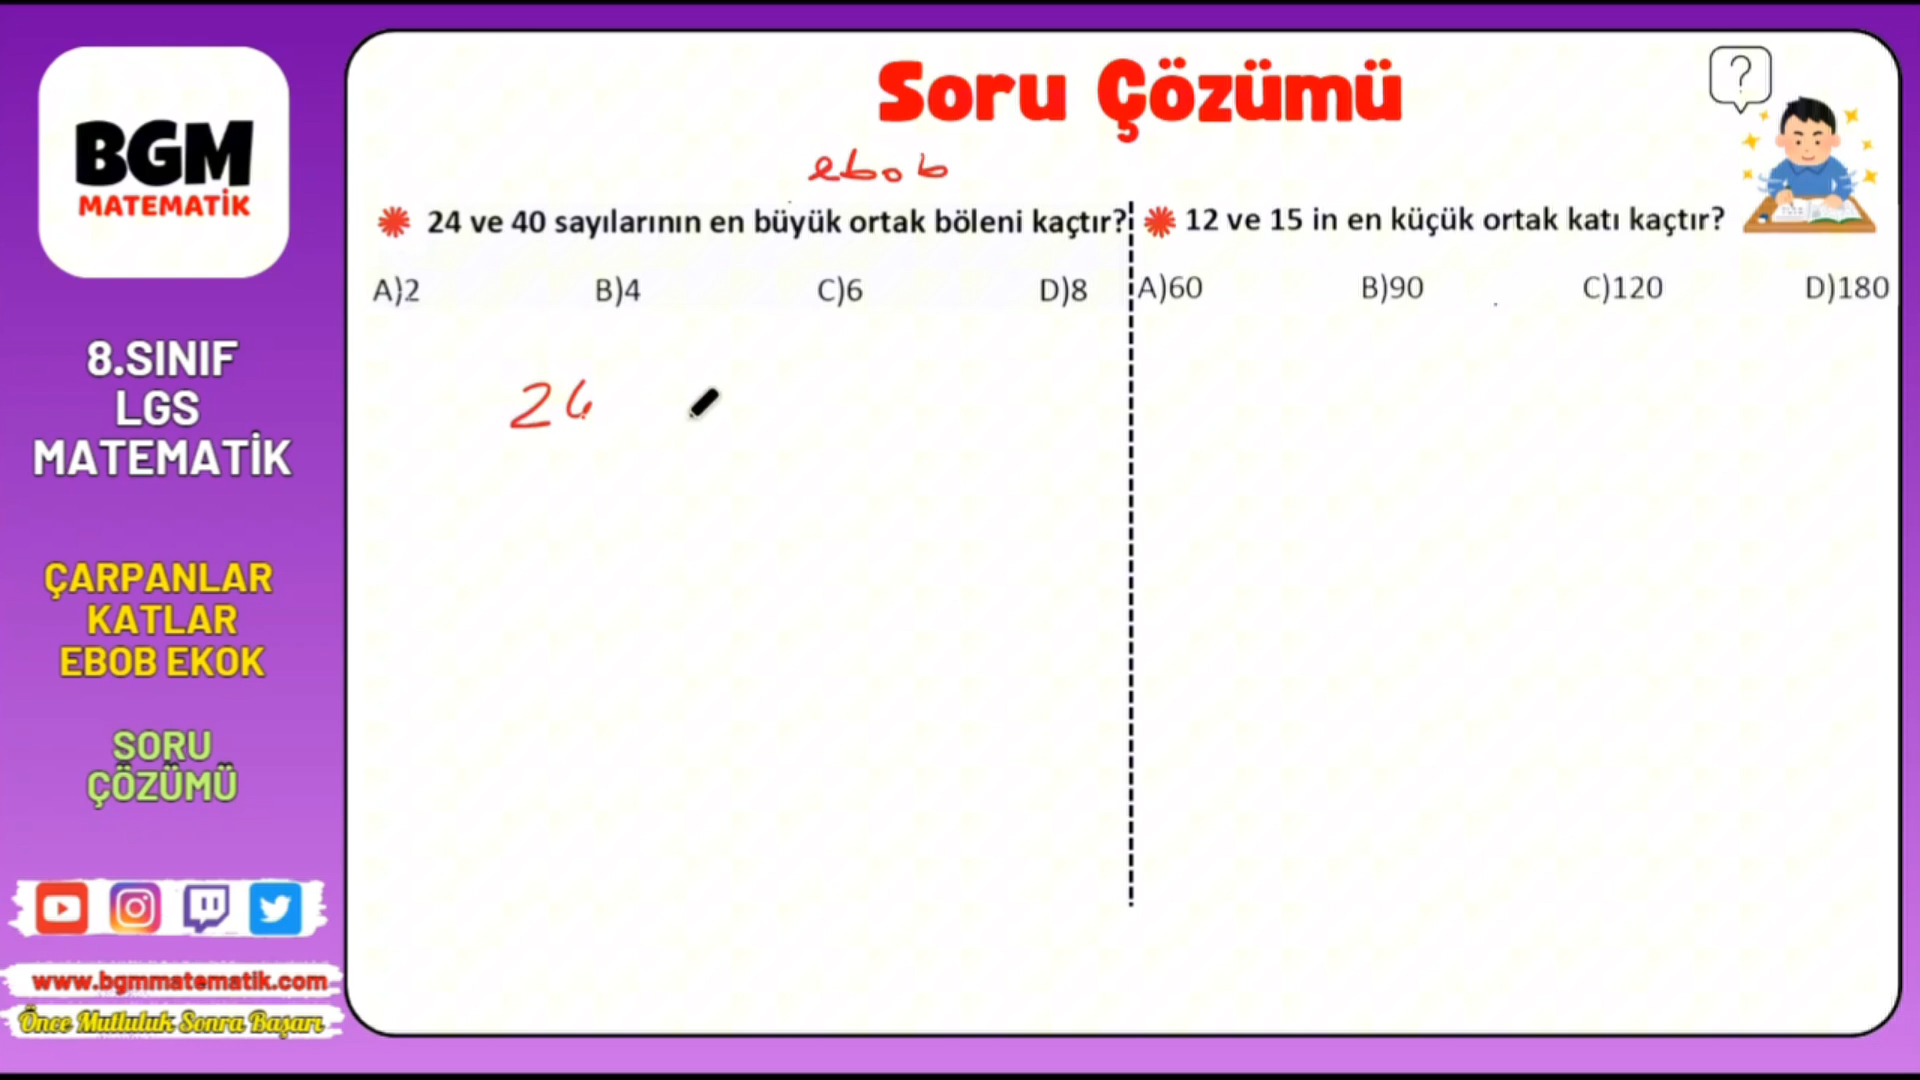 BGM
MATEMATİK
8.SINIF
LGS
MATEMATİK
ÇARPANLAR
KATLAR
EBOB EKOK
SORU
ÇÖZÜMÜ
www.bgmmatematik.com
Önce Mutluluk Sonra Başarı
Soru Çözümü
?
ebob
24 ve 40 sayılarının en büyük ortak böleni kaçtır?
A)2 B)4 C)6 D)8
24
12 ve 15 in en küçük ortak katı kaçtır?
A)60 B)90 C)120 D)180